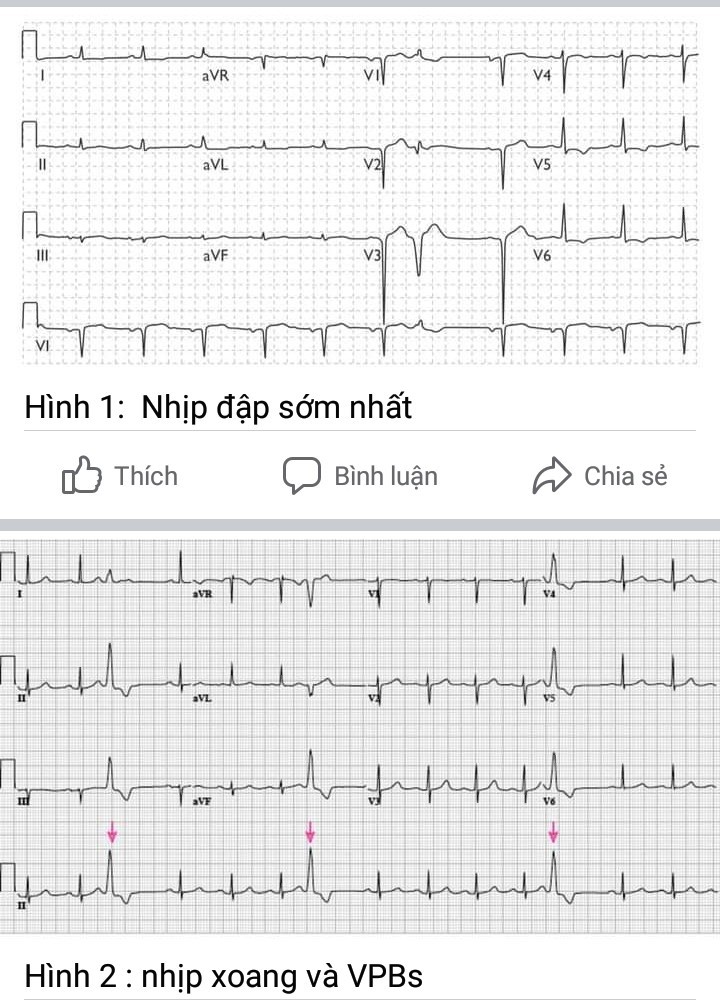 I aVR V1 V4
II aVL V2 V5
III aVF V3 V6
VI
Hình 1: Nhịp đập sớm nhất
Thích Bình luận Chia sẻ
I aVR V1 V4
II aVL V2 V5
III aVF V3 V6
II
Hình 2 : nhịp xoang và VPBs